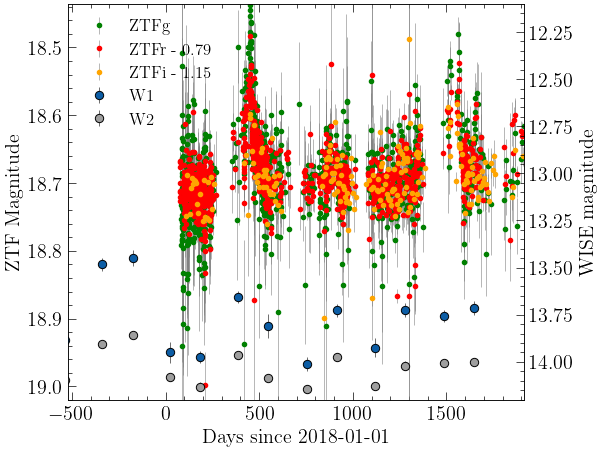 ZTFg
ZTFr - 0.79
ZTFi - 1.15
W1
W2
18.5
18.6
18.7
18.8
18.9
19.0
ZTF Magnitude
12.25
12.50
12.75
13.00
13.25
13.50
13.75
14.00
WISE magnitude
−500
0
500
1000
1500
Days since 2018-01-01